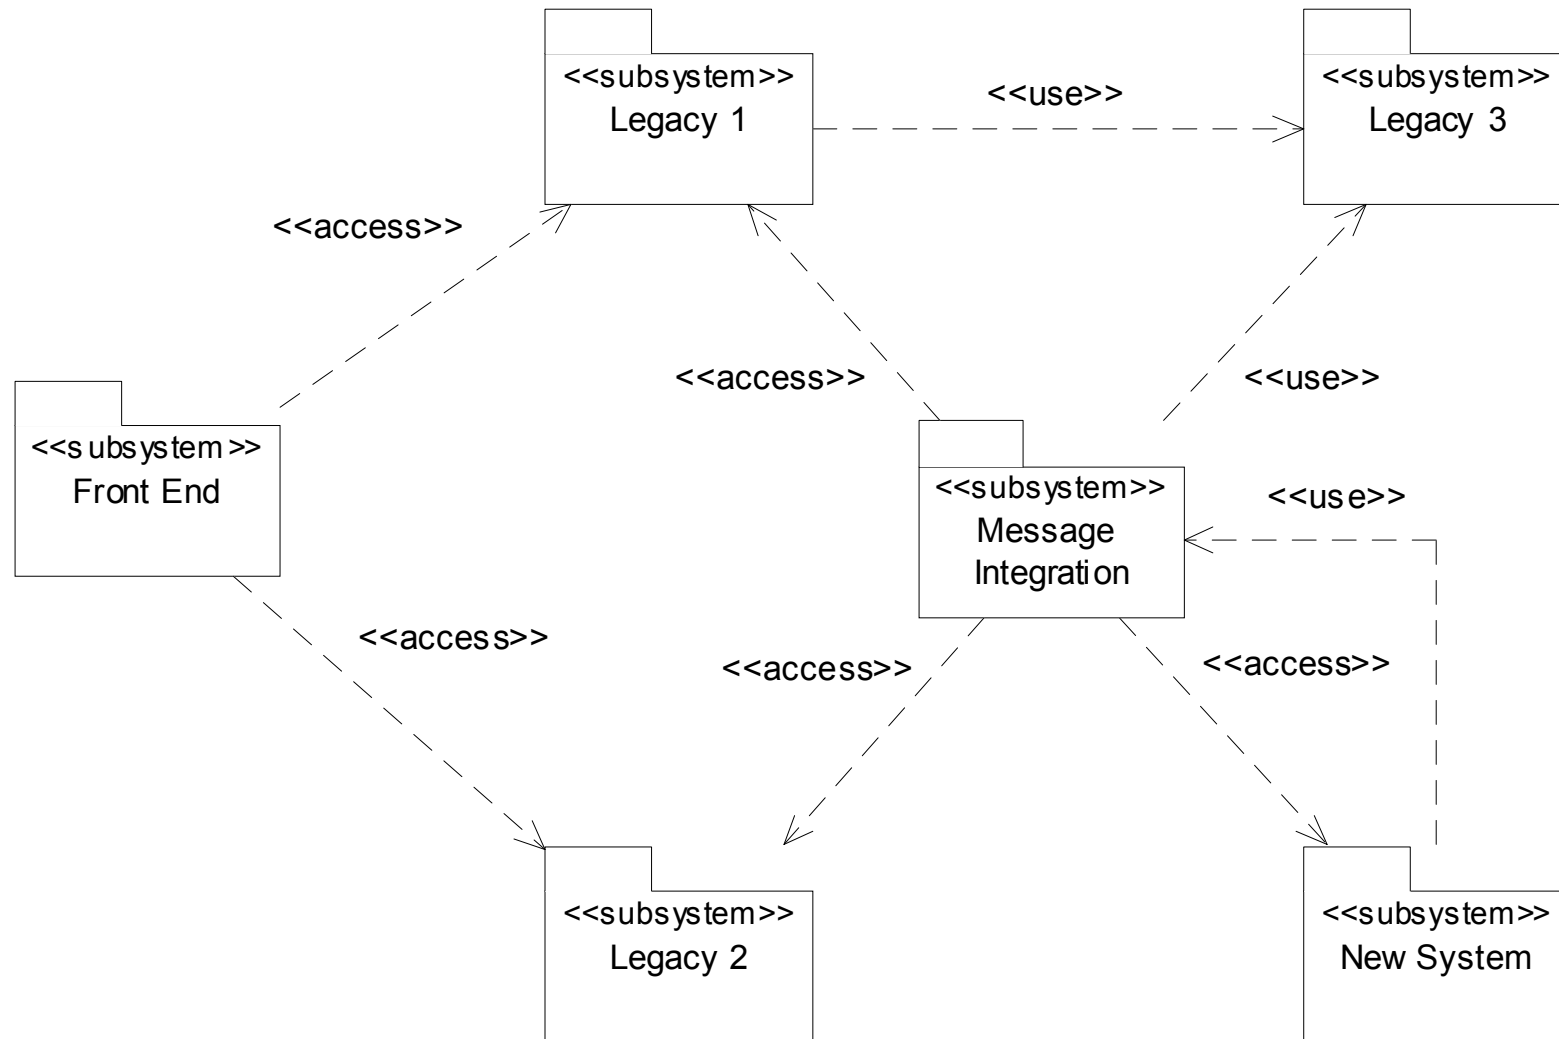 <<subsystem>>
Legacy 1
<<use>>
<<subsystem>>
Legacy 3
<<access>>
<<access>>
<<use>>
<<subsystem>>
Front End
<<subsystem>>
Message
Integration
<<use>>
<<access>>
<<access>>
<<access>>
<<subsystem>>
Legacy 2
<<subsystem>>
New System